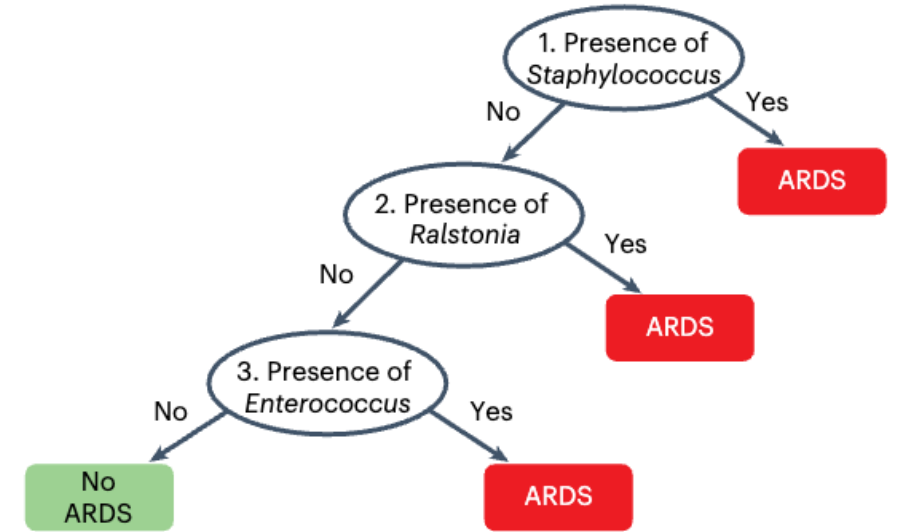 1. Presence of
Staphylococcus
No
Yes
ARDS
2. Presence of
Ralstonia
No
Yes
ARDS
3. Presence of
Enterococcus
No
Yes
No
ARDS
ARDS